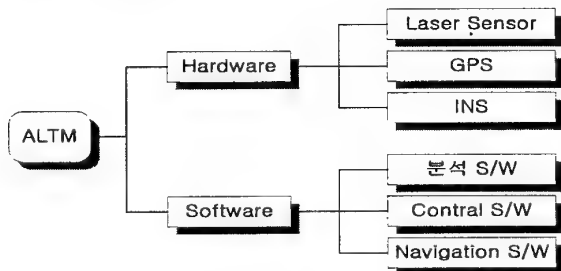 Laser Sensor
Hardware
GPS
INS
ALTM
분석 S/W
Software
Contral S/W
Navigation S/W